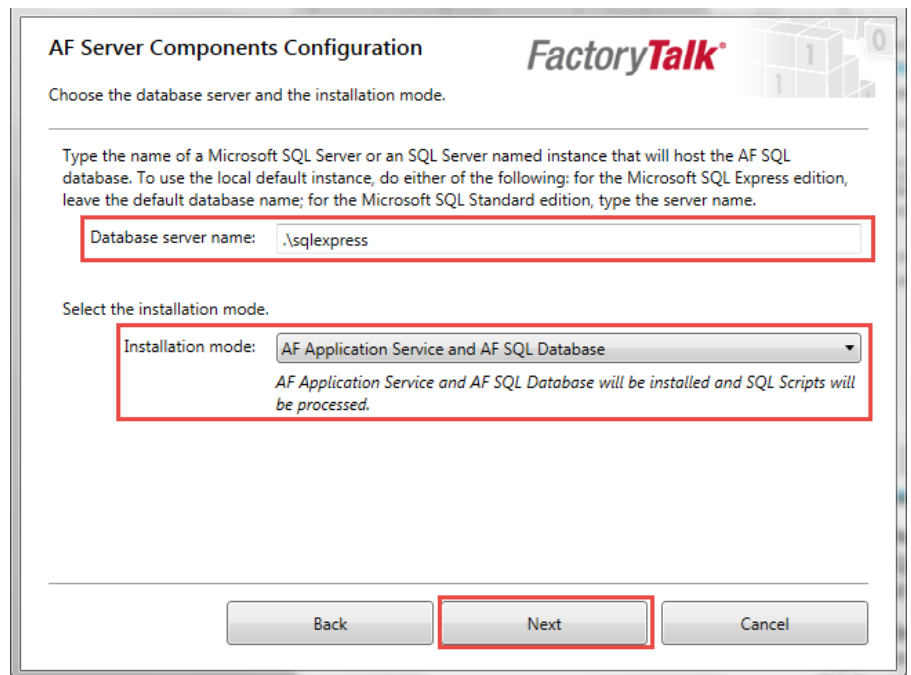 AF Server Components Configuration
FactoryTalk
Choose the database server and the installation mode.
1
0
1
Type the name of a Microsoft SQL Server or an SQL Server named instance that will host the AF SQL
database. To use the local default instance, do either of the following: for the Microsoft SQL Express edition,
leave the default database name; for the Microsoft SQL Standard edition, type the server name.
Database server name: .\sqlexpress
Select the installation mode.
Installation mode: AF Application Service and AF SQL Database
AF Application Service and AF SQL Database will be installed and SQL Scripts will
be processed.
Back Next Cancel